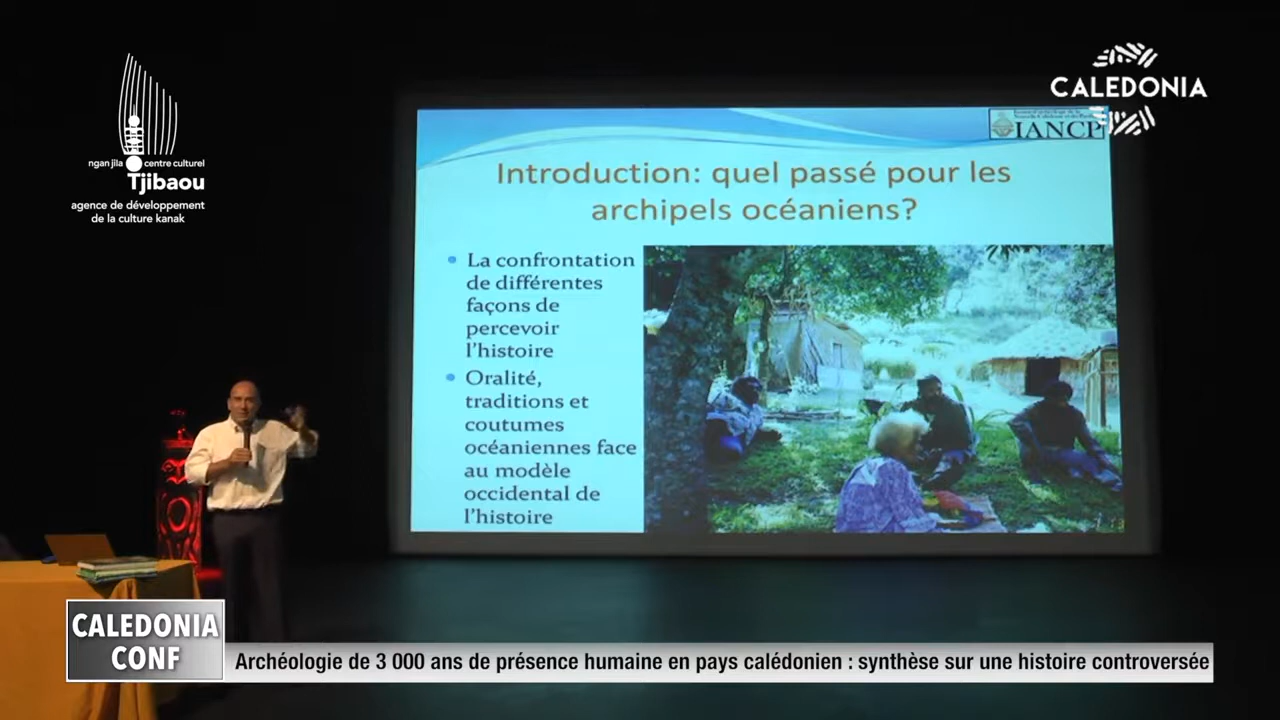 ngan jila centre culturel
Tjibaou
agence de développement
de la culture kanak
CALEDONIA
IANCP
Introduction: quel passé pour les
archipels océaniens?
La confrontation
de différentes
façons de
percevoir
l'histoire
Oralité,
traditions et
coutumes
océaniennes face
au modèle
occidental de
l'histoire
CALEDONIA
CONF
Archéologie de 3 000 ans de présence humaine en pays calédonien : synthèse sur une histoire controversée